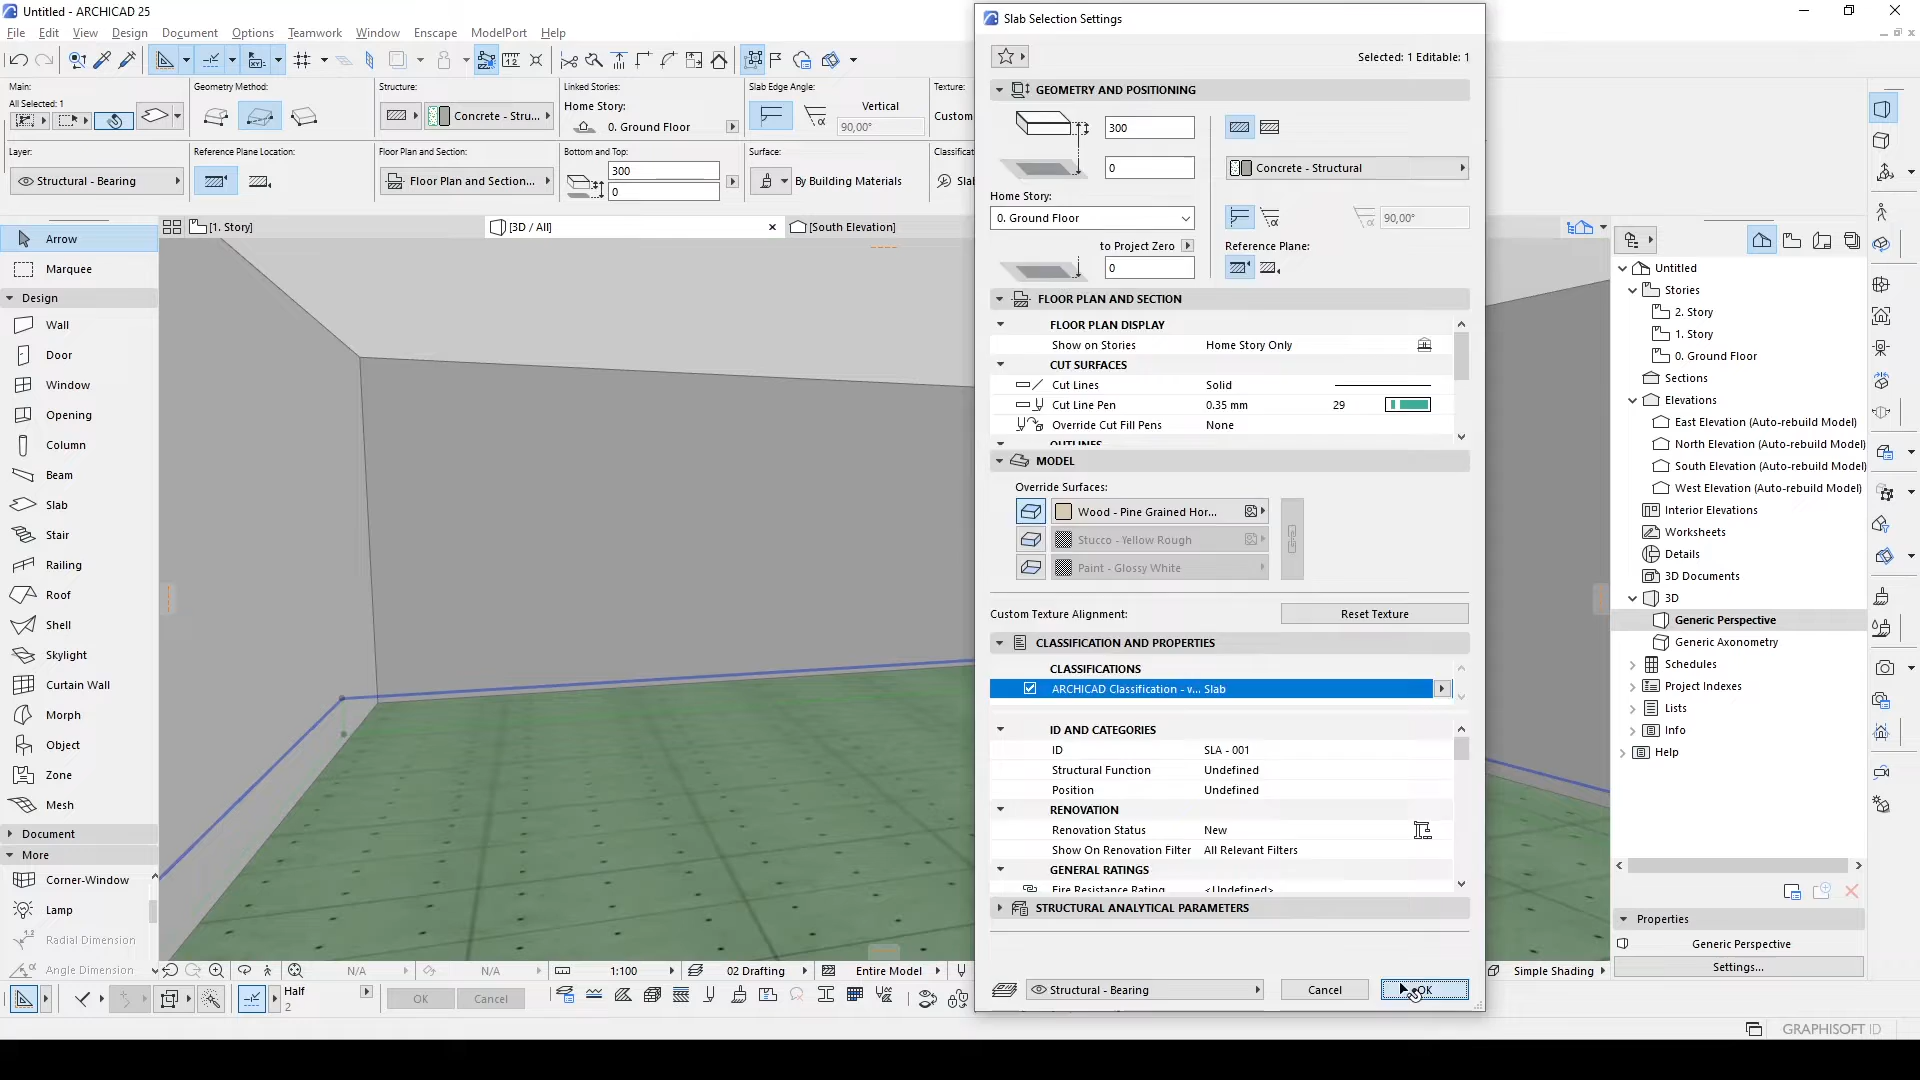 Untitled - ARCHICAD 25
File Edit View Design Document Options Teamwork Window Enscape ModelPort Help
Main:
All Selected: 1
Geometry Method:
Structure:
Concrete - Stru...
Linked Stories:
Home Story:
0. Ground Floor
Slab Edge Angle:
Vertical
90,00°
Texture:
Custom
Layer:
Structural - Bearing
Reference Plane Location:
Floor Plan and Section:
Floor Plan and Section...
Bottom and Top:
300
0
Surface:
By Building Materials
Classificat
Slal
[1. Story]
[3D / All]
[South Elevation]
Arrow
Marquee
Design
Wall
Door
Window
Opening
Column
Beam
Slab
Stair
Railing
Roof
Shell
Skylight
Curtain Wall
Morph
Object
Zone
Mesh
Document
More
Corner-Window
Lamp
Radial Dimension
Angle Dimension
Slab Selection Settings
Selected: 1 Editable: 1
GEOMETRY AND POSITIONING
300
0
Concrete - Structural
Home Story:
0. Ground Floor
90,00°
to Project Zero
Reference Plane:
0
FLOOR PLAN AND SECTION
FLOOR PLAN DISPLAY
Show on Stories Home Story Only
CUT SURFACES
Cut Lines Solid
Cut Line Pen 0.35 mm 29
Override Cut Fill Pens None
OUTLINES
MODEL
Override Surfaces:
Wood - Pine Grained Hor...
Stucco - Yellow Rough
Paint - Glossy White
Custom Texture Alignment:
Reset Texture
CLASSIFICATION AND PROPERTIES
CLASSIFICATIONS
ARCHICAD Classification - v... Slab
ID AND CATEGORIES
ID SLA - 001
Structural Function Undefined
Position Undefined
RENOVATION
Renovation Status New
Show On Renovation Filter All Relevant Filters
GENERAL RATINGS
Fire Resistance Rating <Undefined>
STRUCTURAL ANALYTICAL PARAMETERS
Structural - Bearing
Cancel
OK
Untitled
Stories
2. Story
1. Story
0. Ground Floor
Sections
Elevations
East Elevation (Auto-rebuild Model)
North Elevation (Auto-rebuild Model)
South Elevation (Auto-rebuild Model)
West Elevation (Auto-rebuild Model)
Interior Elevations
Worksheets
Details
3D Documents
3D
Generic Perspective
Generic Axonometry
Schedules
Project Indexes
Lists
Info
Help
Properties
Generic Perspective
Settings...
N/A
N/A
1:100
02 Drafting
Entire Model
Simple Shading
Half
2
OK
Cancel
GRAPHISOFT ID